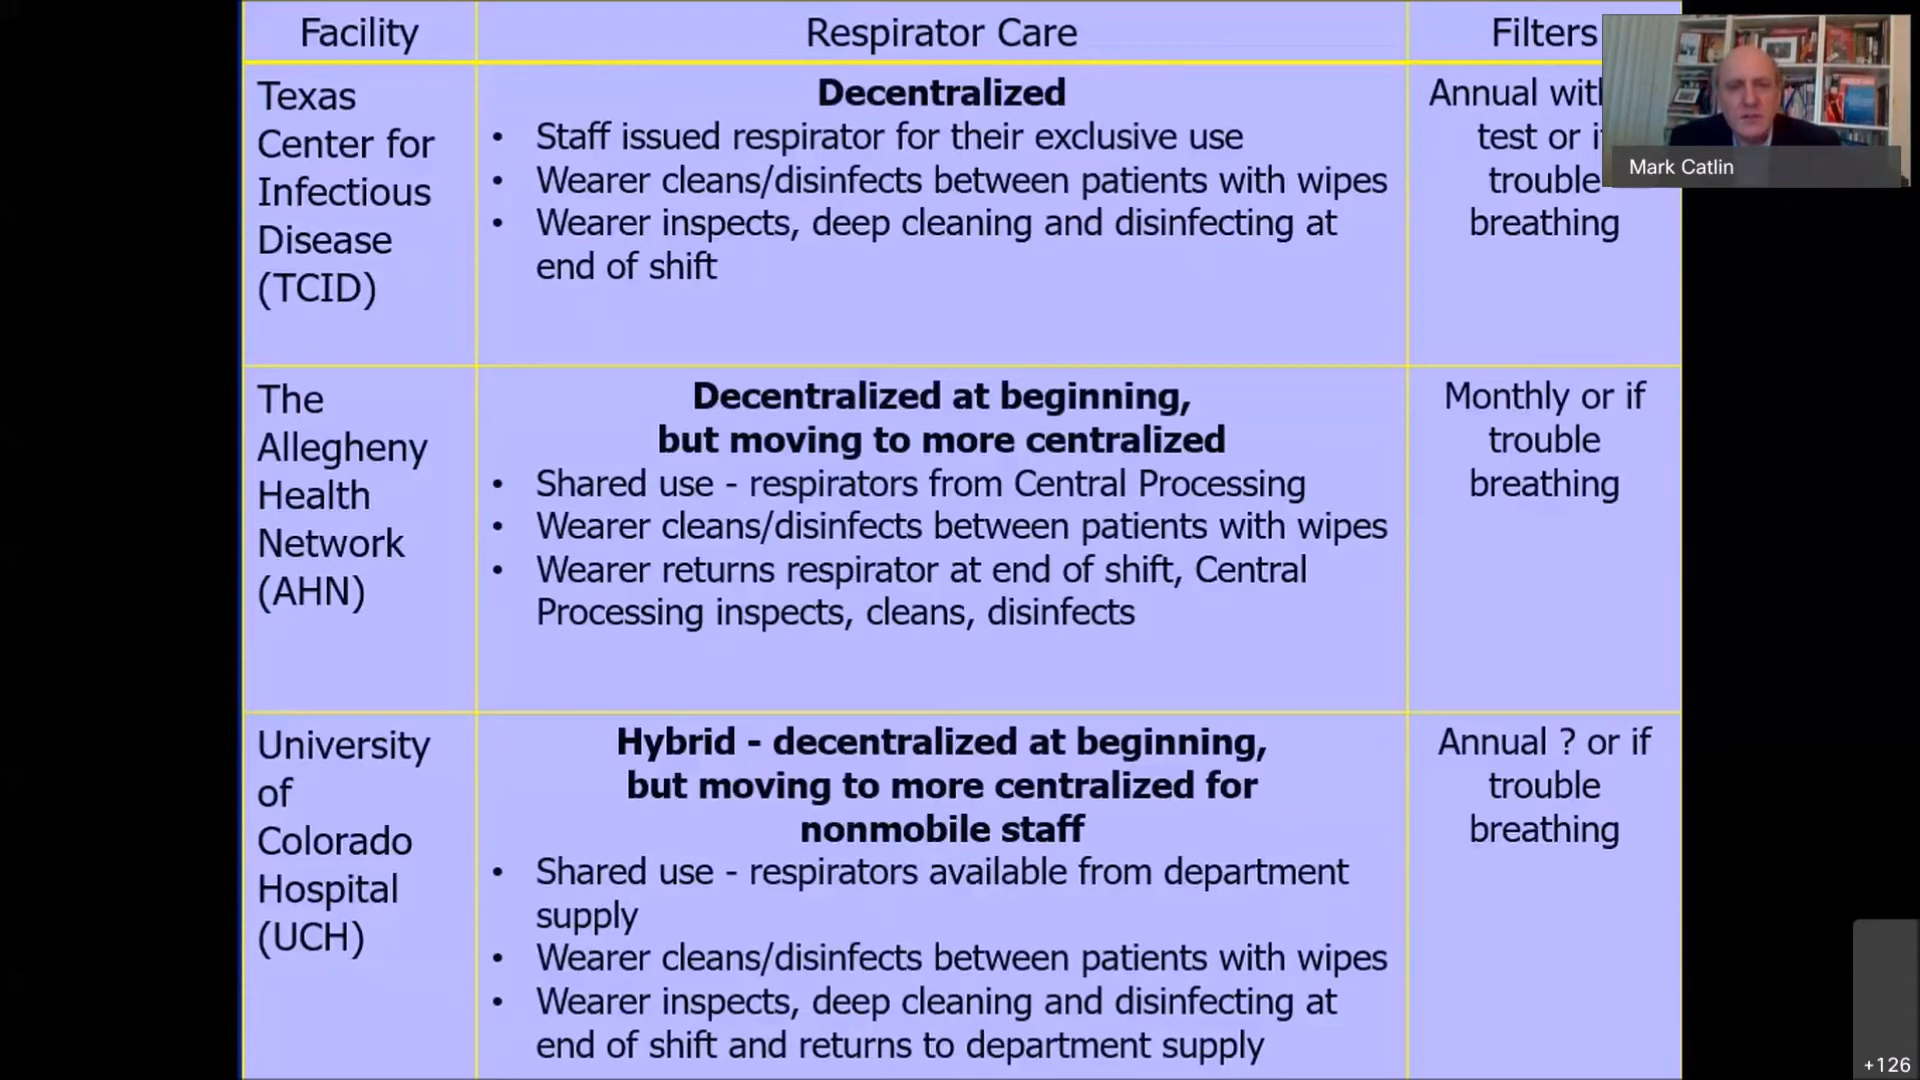 Facility
Respirator Care
Filters
Texas
Center for
Infectious
Disease
(TCID)
Decentralized
• Staff issued respirator for their exclusive use
• Wearer cleans/disinfects between patients with wipes
• Wearer inspects, deep cleaning and disinfecting at
end of shift
Annual
test or
trouble
breathing
Mark Catlin
The
Allegheny
Health
Network
(AHN)
Decentralized at beginning,
but moving to more centralized
• Shared use - respirators from Central Processing
• Wearer cleans/disinfects between patients with wipes
• Wearer returns respirator at end of shift, Central
Processing inspects, cleans, disinfects
Monthly or if
trouble
breathing
University
of
Colorado
Hospital
(UCH)
Hybrid - decentralized at beginning,
but moving to more centralized for
nonmobile staff
• Shared use - respirators available from department
supply
• Wearer cleans/disinfects between patients with wipes
• Wearer inspects, deep cleaning and disinfecting at
end of shift and returns to department supply
Annual ? or if
trouble
breathing
+126